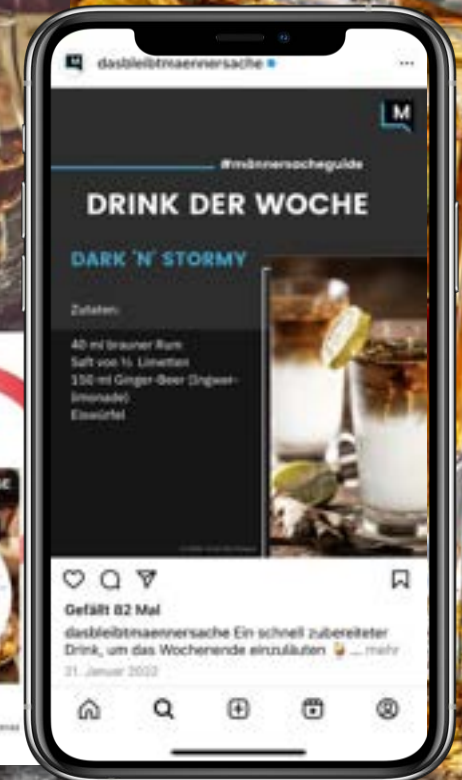 dasbleibtmaennersache
M
#männersacheguide
DRINK DER WOCHE
DARK 'N' STORMY
Zutaten:
40 ml brauner Rum
Saft von ½ Limetten
150 ml Ginger-Beer (Ingwer-
limonade)
Eiswürfel
Gefällt 82 Mal
dasbleibtmaennersache Ein schnell zubereiteter
Drink, um das Wochenende einzuläuten ... mehr
21. Januar 2022